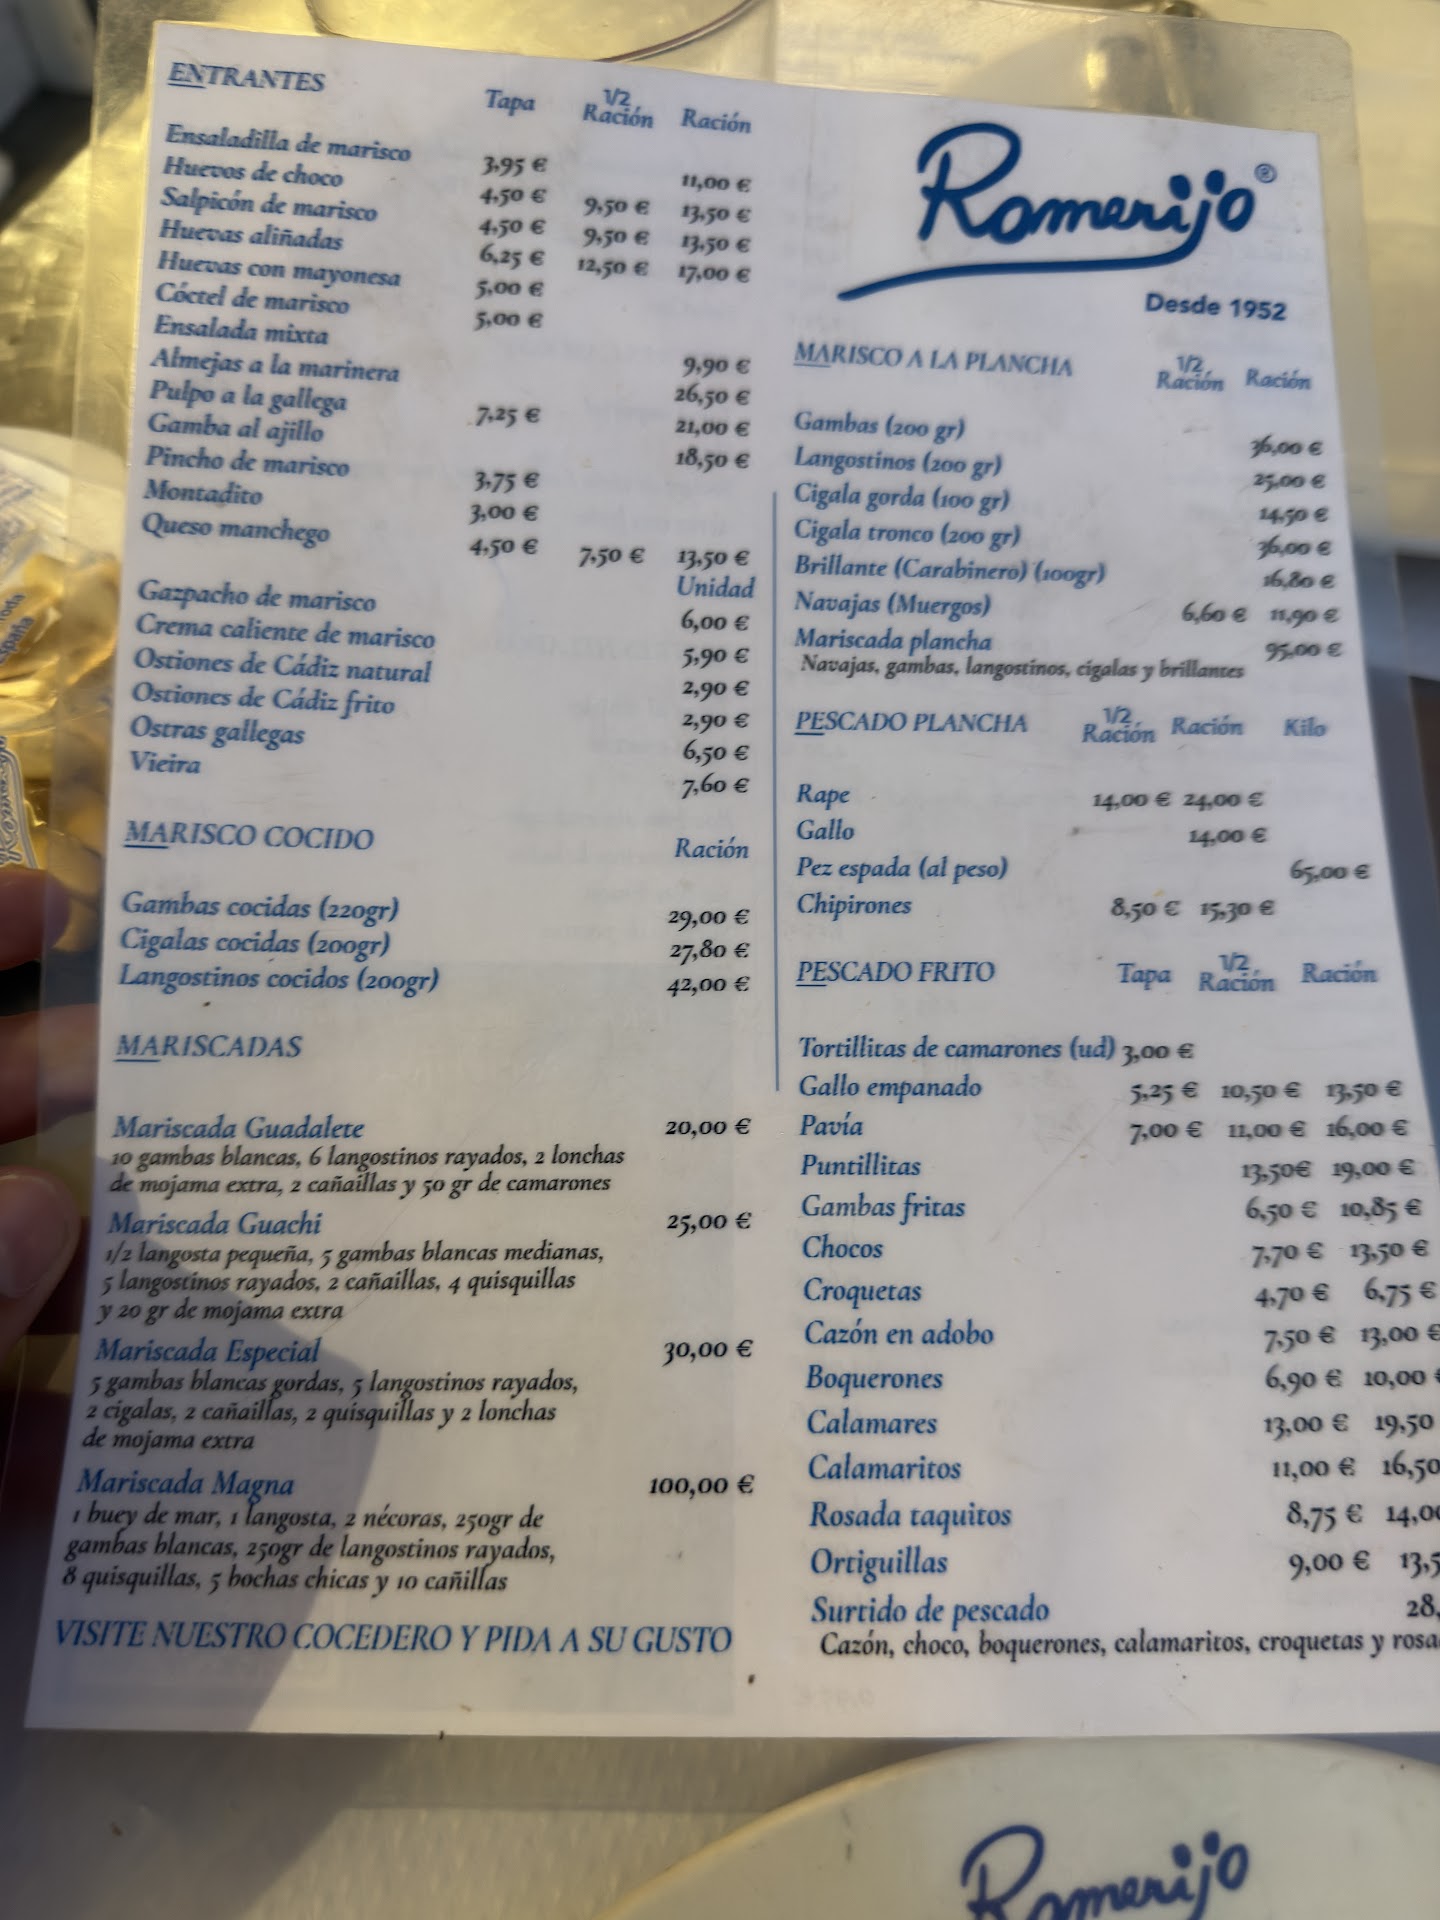 ENTRANTES Tapa 1/2 Ración Ración
Ensaladilla de marisco 3,95 € 11,00 €
Huevos de choco 4,50 € 9,50 € 13,50 €
Salpicón de marisco 4,50 € 9,50 € 13,50 €
Huevas aliñadas 6,25 € 12,50 € 17,00 €
Huevas con mayonesa 5,00 €
Cóctel de marisco 5,00 €
Ensalada mixta 9,90 €
Almejas a la marinera 26,50 €
Pulpo a la gallega 7,25 € 21,00 €
Gamba al ajillo 18,50 €
Pincho de marisco 3,75 €
Montadito 3,00 €
Queso manchego 4,50 € 7,50 € 13,50 €
Unidad
Gazpacho de marisco 6,00 €
Crema caliente de marisco 5,90 €
Ostiones de Cádiz natural 2,90 €
Ostiones de Cádiz frito 2,90 €
Ostras gallegas 6,50 €
Vieira 7,60 €
MARISCO COCIDO Ración
Gambas cocidas (220gr) 29,00 €
Cigalas cocidas (200gr) 27,80 €
Langostinos cocidos (200gr) 42,00 €
MARISCADAS
Mariscada Guadalete 20,00 €
10 gambas blancas, 6 langostinos rayados, 2 lonchas
de mojama extra, 2 cañaillas y 50 gr de camarones
Mariscada Guachi 25,00 €
1/2 langosta pequeña, 5 gambas blancas medianas,
5 langostinos rayados, 2 cañaillas, 4 quisquillas
y 20 gr de mojama extra
Mariscada Especial 30,00 €
5 gambas blancas gordas, 5 langostinos rayados,
2 cigalas, 2 cañaillas, 2 quisquillas y 2 lonchas
de mojama extra
Mariscada Magna 100,00 €
1 buey de mar, 1 langosta, 2 nécoras, 250gr de
gambas blancas, 250gr de langostinos rayados,
8 quisquillas, 5 bochas chicas y 10 cañillas
VISITE NUESTRO COCEDERO Y PIDA A SU GUSTO
Romerijo®
Desde 1952
MARISCO A LA PLANCHA 1/2 Ración Ración
Gambas (200 gr) 36,00 €
Langostinos (200 gr) 25,00 €
Cigala gorda (100 gr) 14,50 €
Cigala tronco (200 gr) 36,00 €
Brillante (Carabinero) (100gr) 16,80 €
Navajas (Muergos) 6,60 € 11,90 €
Mariscada plancha 95,00 €
Navajas, gambas, langostinos, cigalas y brillantes
PESCADO PLANCHA 1/2 Ración Ración Kilo
Rape 14,00 € 24,00 €
Gallo 14,00 €
Pez espada (al peso) 65,00 €
Chipirones 8,50 € 15,30 €
PESCADO FRITO Tapa 1/2 Ración Ración
Tortillitas de camarones (ud) 3,00 €
Gallo empanado 5,25 € 10,50 € 13,50 €
Pavía 7,00 € 11,00 € 16,00 €
Puntillitas 13,50€ 19,00 €
Gambas fritas 6,50 € 10,85 €
Chocos 7,70 € 13,50 €
Croquetas 4,70 € 6,75 €
Cazón en adobo 7,50 € 13,00 €
Boquerones 6,90 € 10,00 €
Calamares 13,00 € 19,50
Calamaritos 11,00 € 16,50
Rosada taquitos 8,75 € 14,0
Ortiguillas 9,00 € 13,5
Surtido de pescado 28,
Cazón, choco, boquerones, calamaritos, croquetas y rosa
Romerijo